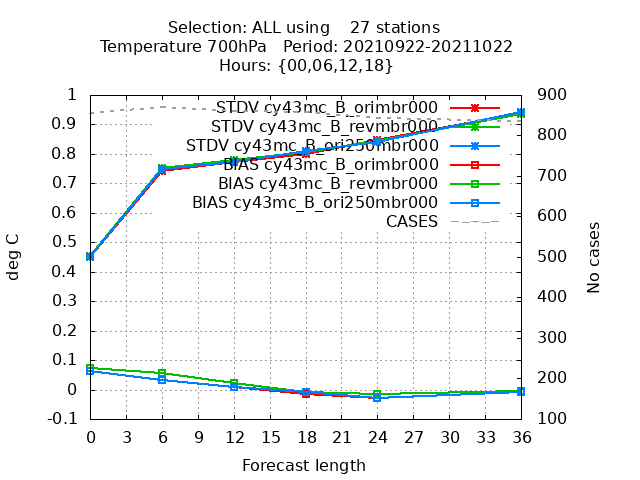 Selection: ALL using    27 stations
Temperature 700hPa   Period: 20210922-20211022
Hours: {00,06,12,18}
STDV cy43mc_B_orimbr000
STDV cy43mc_B_revmbr000
STDV cy43mc_B_ori250mbr000
BIAS cy43mc_B_orimbr000
BIAS cy43mc_B_revmbr000
BIAS cy43mc_B_ori250mbr000
CASES
deg C
1
0.9
0.8
0.7
0.6
0.5
0.4
0.3
0.2
0.1
0
-0.1
No cases
900
800
700
600
500
400
300
200
100
0 3 6 9 12 15 18 21 24 27 30 33 36
Forecast length